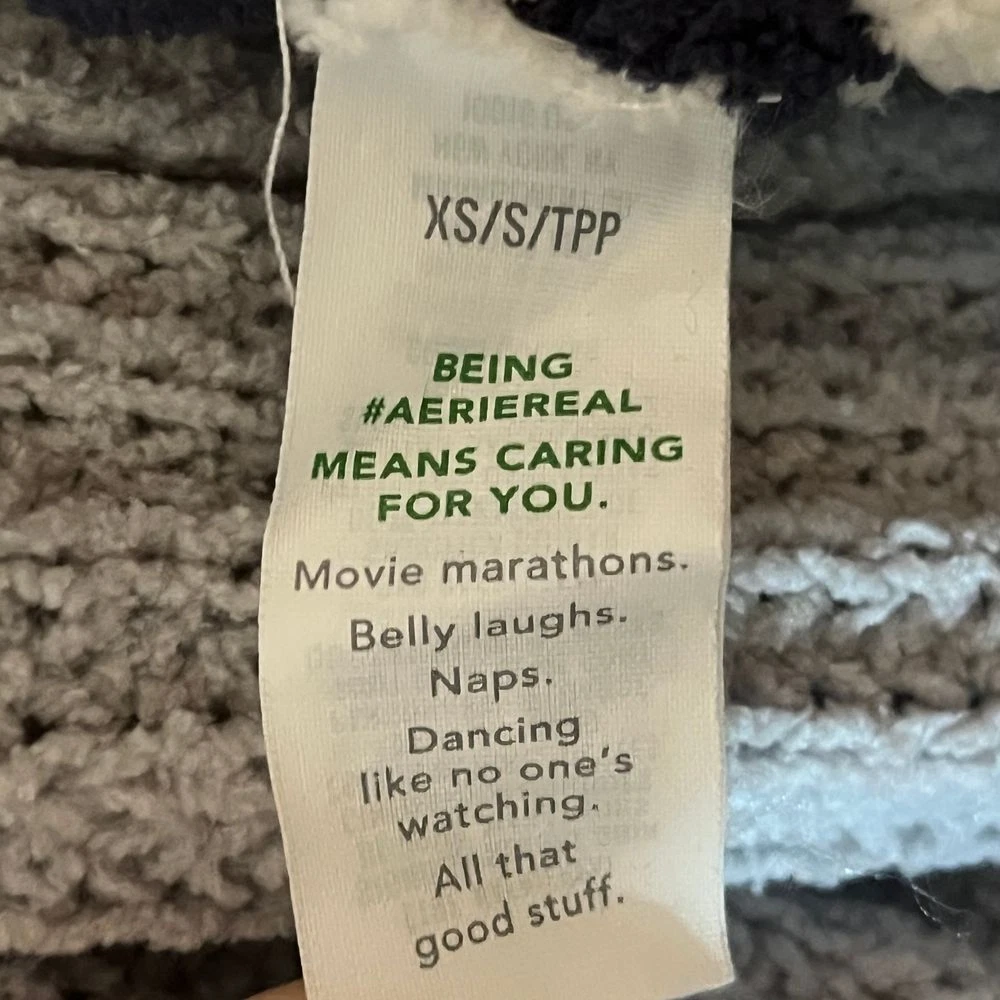 XS/S/TPP
BEING
#AERIEREAL
MEANS CARING
FOR YOU.
Movie marathons.
Belly laughs.
Naps.
Dancing
like no one's
watching.
All that
good stuff.